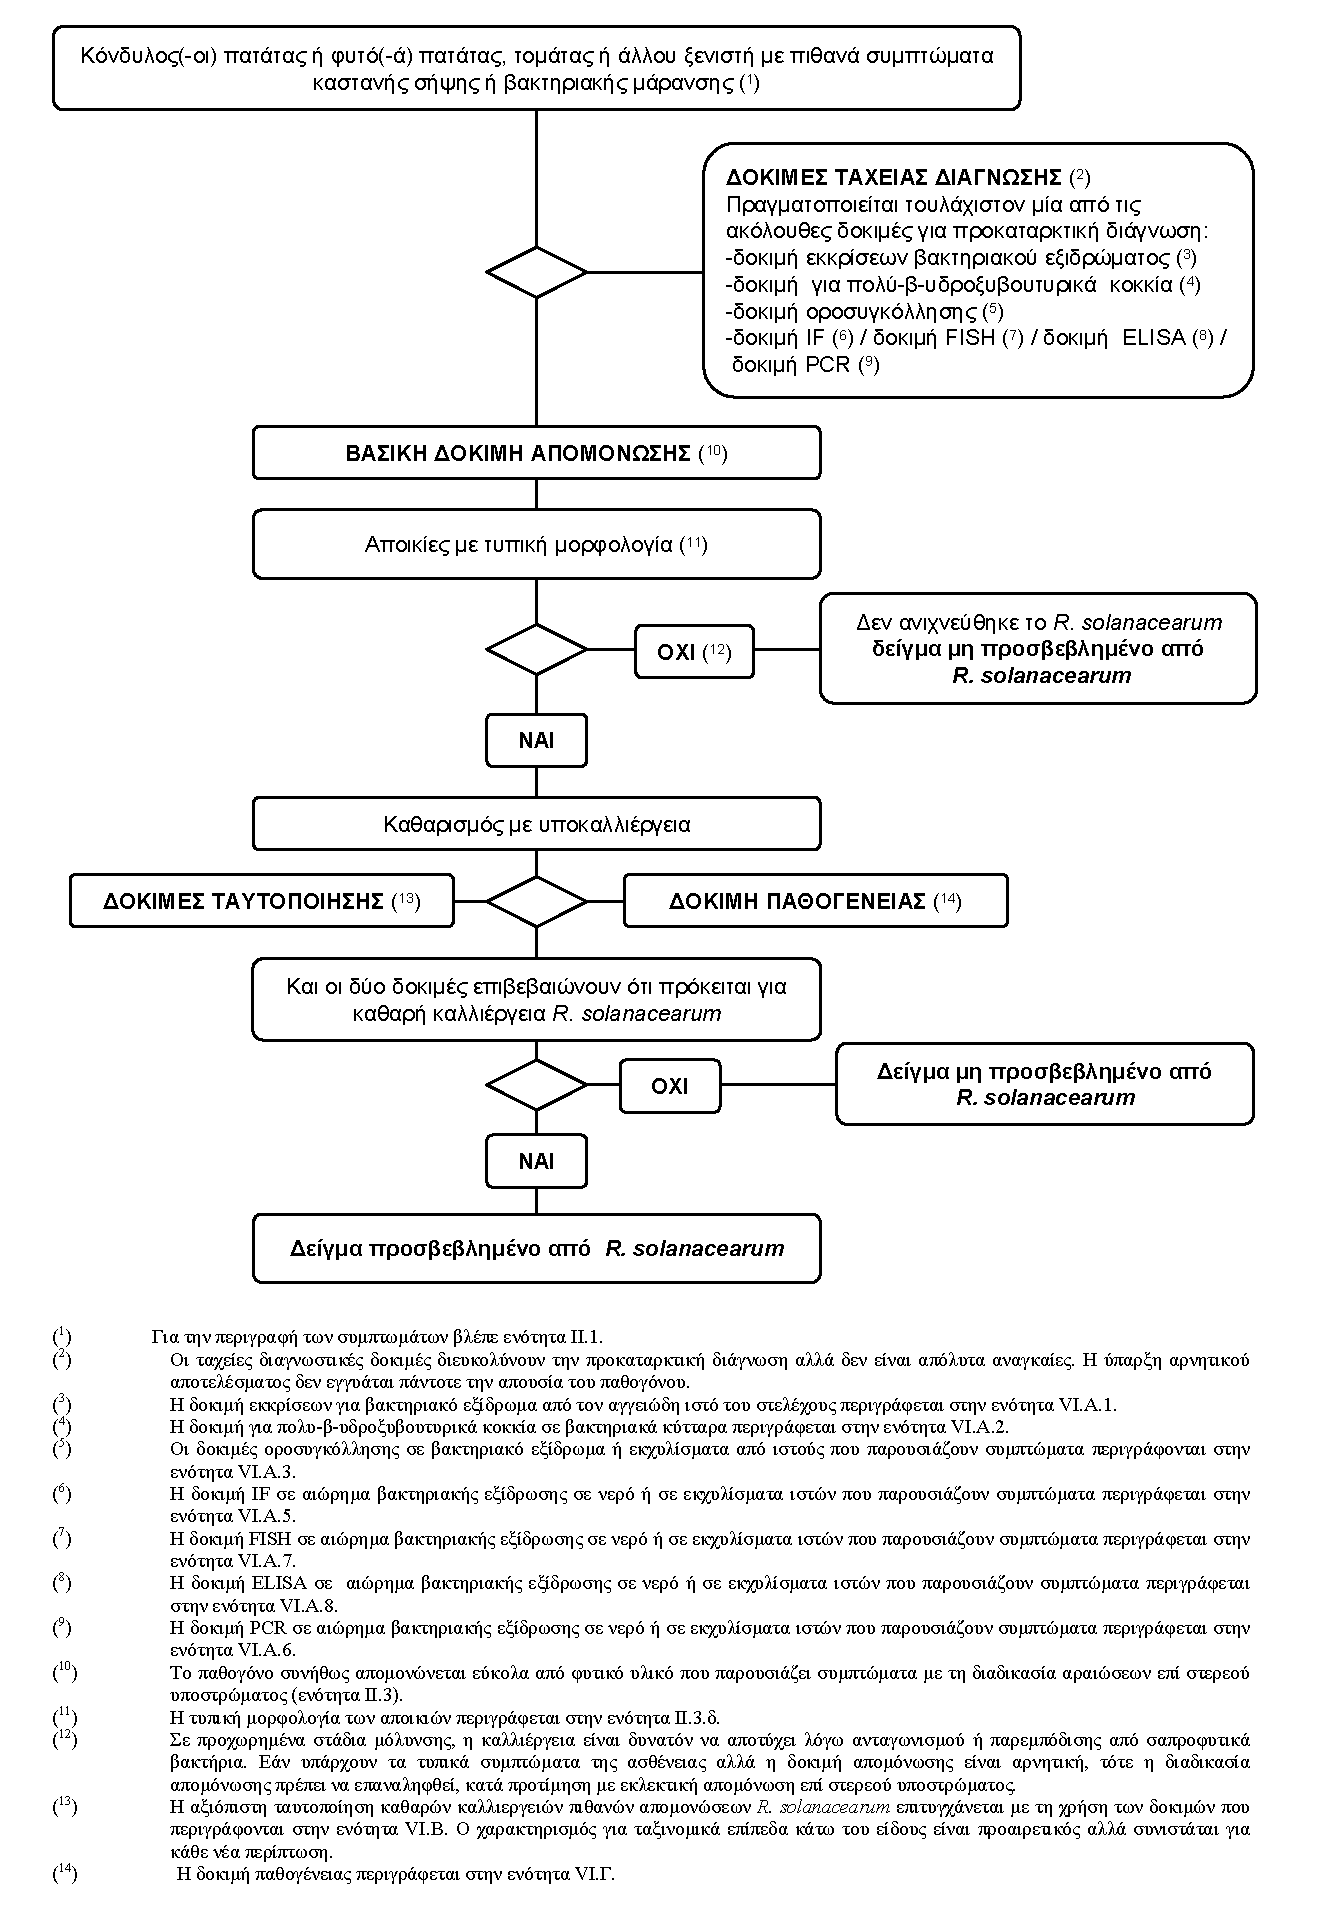 Κόνδυλος(-οι) πατάτας ή φυτό(-ά) πατάτας, τομάτας ή άλλου ξενιστή με πιθανά συμπτώματα
καστανής σήψης ή βακτηριακής μάρανσης (1)
ΔΟΚΙΜΕΣ ΤΑΧΕΙΑΣ ΔΙΑΓΝΩΣΗΣ (2)
Πραγματοποιείται τουλάχιστον μία από τις
ακόλουθες δοκιμές για προκαταρκτική διάγνωση:
-δοκιμή εκκρίσεων βακτηριακού εξιδρώματος (3)
-δοκιμή για πολύ-β-υδροξυβουτυρικά κοκκία (4)
-δοκιμή οροσυγκόλλησης (5)
-δοκιμή IF (6) / δοκιμή FISH (7) / δοκιμή ELISA (8) /
δοκιμή PCR (9)
ΒΑΣΙΚΗ ΔΟΚΙΜΗ ΑΠΟΜΟΝΩΣΗΣ (10)
Αποικίες με τυπική μορφολογία (11)
Δεν ανιχνεύθηκε το R. solanacearum
δείγμα μη προσβεβλημένο από
R. solanacearum
ΟΧΙ (12)
ΝΑΙ
Καθαρισμός με υποκαλλιέργεια
ΔΟΚΙΜΕΣ ΤΑΥΤΟΠΟΙΗΣΗΣ (13)
ΔΟΚΙΜΗ ΠΑΘΟΓΕΝΕΙΑΣ (14)
Και οι δύο δοκιμές επιβεβαιώνουν ότι πρόκειται για
καθαρή καλλιέργεια R. solanacearum
ΟΧΙ
Δείγμα μη προσβεβλημένο από
R. solanacearum
ΝΑΙ
Δείγμα προσβεβλημένο από R. solanacearum
(1) Για την περιγραφή των συμπτωμάτων βλέπε ενότητα II.1.
(2) Οι ταχείες διαγνωστικές δοκιμές διευκολύνουν την προκαταρκτική διάγνωση αλλά δεν είναι απόλυτα αναγκαίες. Η ύπαρξη αρνητικού
αποτελέσματος δεν εγγυάται πάντοτε την απουσία του παθογόνου.
(3) Η δοκιμή εκκρίσεων για βακτηριακό εξίδρωμα από τον αγγειώδη ιστό του στελέχους περιγράφεται στην ενότητα VI.A.1.
(4) Η δοκιμή για πολυ-β-υδροξυβουτυρικά κοκκία σε βακτηριακά κύτταρα περιγράφεται στην ενότητα VI.A.2.
(5) Οι δοκιμές οροσυγκόλλησης σε βακτηριακό εξίδρωμα ή εκχυλίσματα από ιστούς που παρουσιάζουν συμπτώματα περιγράφονται στην
ενότητα VI.A.3.
(6) Η δοκιμή IF σε αιώρημα βακτηριακής εξίδρωσης σε νερό ή σε εκχυλίσματα ιστών που παρουσιάζουν συμπτώματα περιγράφεται στην
ενότητα VI.A.5.
(7) Η δοκιμή FISH σε αιώρημα βακτηριακής εξίδρωσης σε νερό ή σε εκχυλίσματα ιστών που παρουσιάζουν συμπτώματα περιγράφεται στην
ενότητα VI.A.7.
(8) Η δοκιμή ELISA σε αιώρημα βακτηριακής εξίδρωσης σε νερό ή σε εκχυλίσματα ιστών που παρουσιάζουν συμπτώματα περιγράφεται
στην ενότητα VI.A.8.
(9) Η δοκιμή PCR σε αιώρημα βακτηριακής εξίδρωσης σε νερό ή σε εκχυλίσματα ιστών που παρουσιάζουν συμπτώματα περιγράφεται στην
ενότητα VI.A.6.
(10) Το παθογόνο συνήθως απομονώνεται εύκολα από φυτικό υλικό που παρουσιάζει συμπτώματα με τη διαδικασία αραιώσεων επί στερεού
υποστρώματος (ενότητα II.3).
(11) Η τυπική μορφολογία των αποικιών περιγράφεται στην ενότητα II.3.δ.
(12) Σε προχωρημένα στάδια μόλυνσης, η καλλιέργεια είναι δυνατόν να αποτύχει λόγω ανταγωνισμού ή παρεμπόδισης από σαπροφυτικά
βακτήρια. Εάν υπάρχουν τα τυπικά συμπτώματα της ασθένειας αλλά η δοκιμή απομόνωσης είναι αρνητική, τότε η διαδικασία
απομόνωσης πρέπει να επαναληφθεί, κατά προτίμηση με εκλεκτική απομόνωση επί στερεού υποστρώματος.
(13) Η αξιόπιστη ταυτοποίηση καθαρών καλλιεργειών πιθανών απομονώσεων R. solanacearum επιτυγχάνεται με τη χρήση των δοκιμών που
περιγράφονται στην ενότητα VI.B. Ο χαρακτηρισμός για ταξινομικά επίπεδα κάτω του είδους είναι προαιρετικός αλλά συνιστάται για
κάθε νέα περίπτωση.
(14) Η δοκιμή παθογένειας περιγράφεται στην ενότητα VI.Γ.